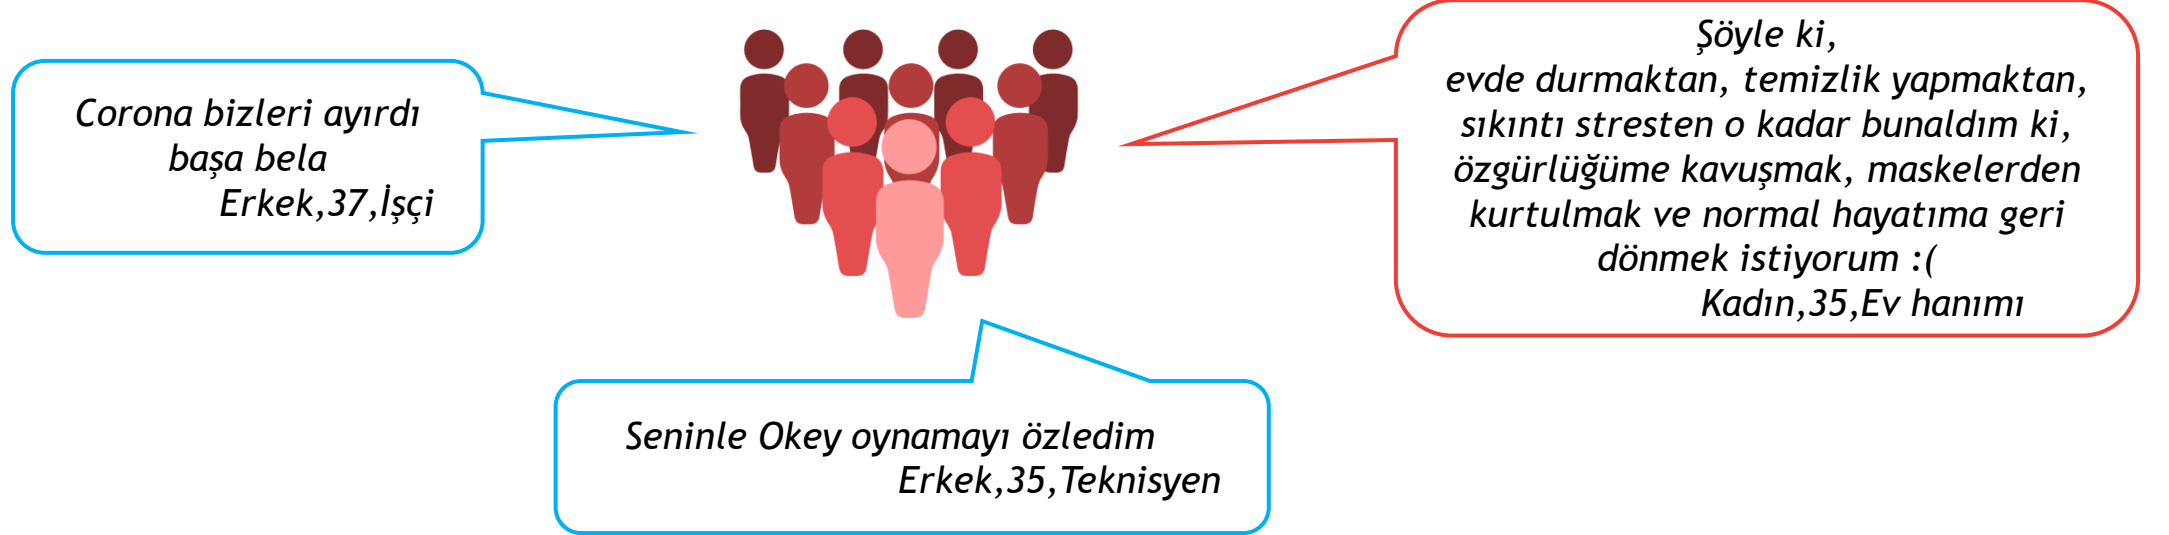 Corona bizleri ayırdı
başa bela
Erkek,37,İşçi
Şöyle ki,
evde durmaktan, temizlik yapmaktan,
sıkıntı stresten o kadar bunaldım ki,
özgürlüğüme kavuşmak, maskelerden
kurtulmak ve normal hayatıma geri
dönmek istiyorum :(
Kadın,35,Ev hanımı
Seninle Okey oynamayı özledim
Erkek,35,Teknisyen